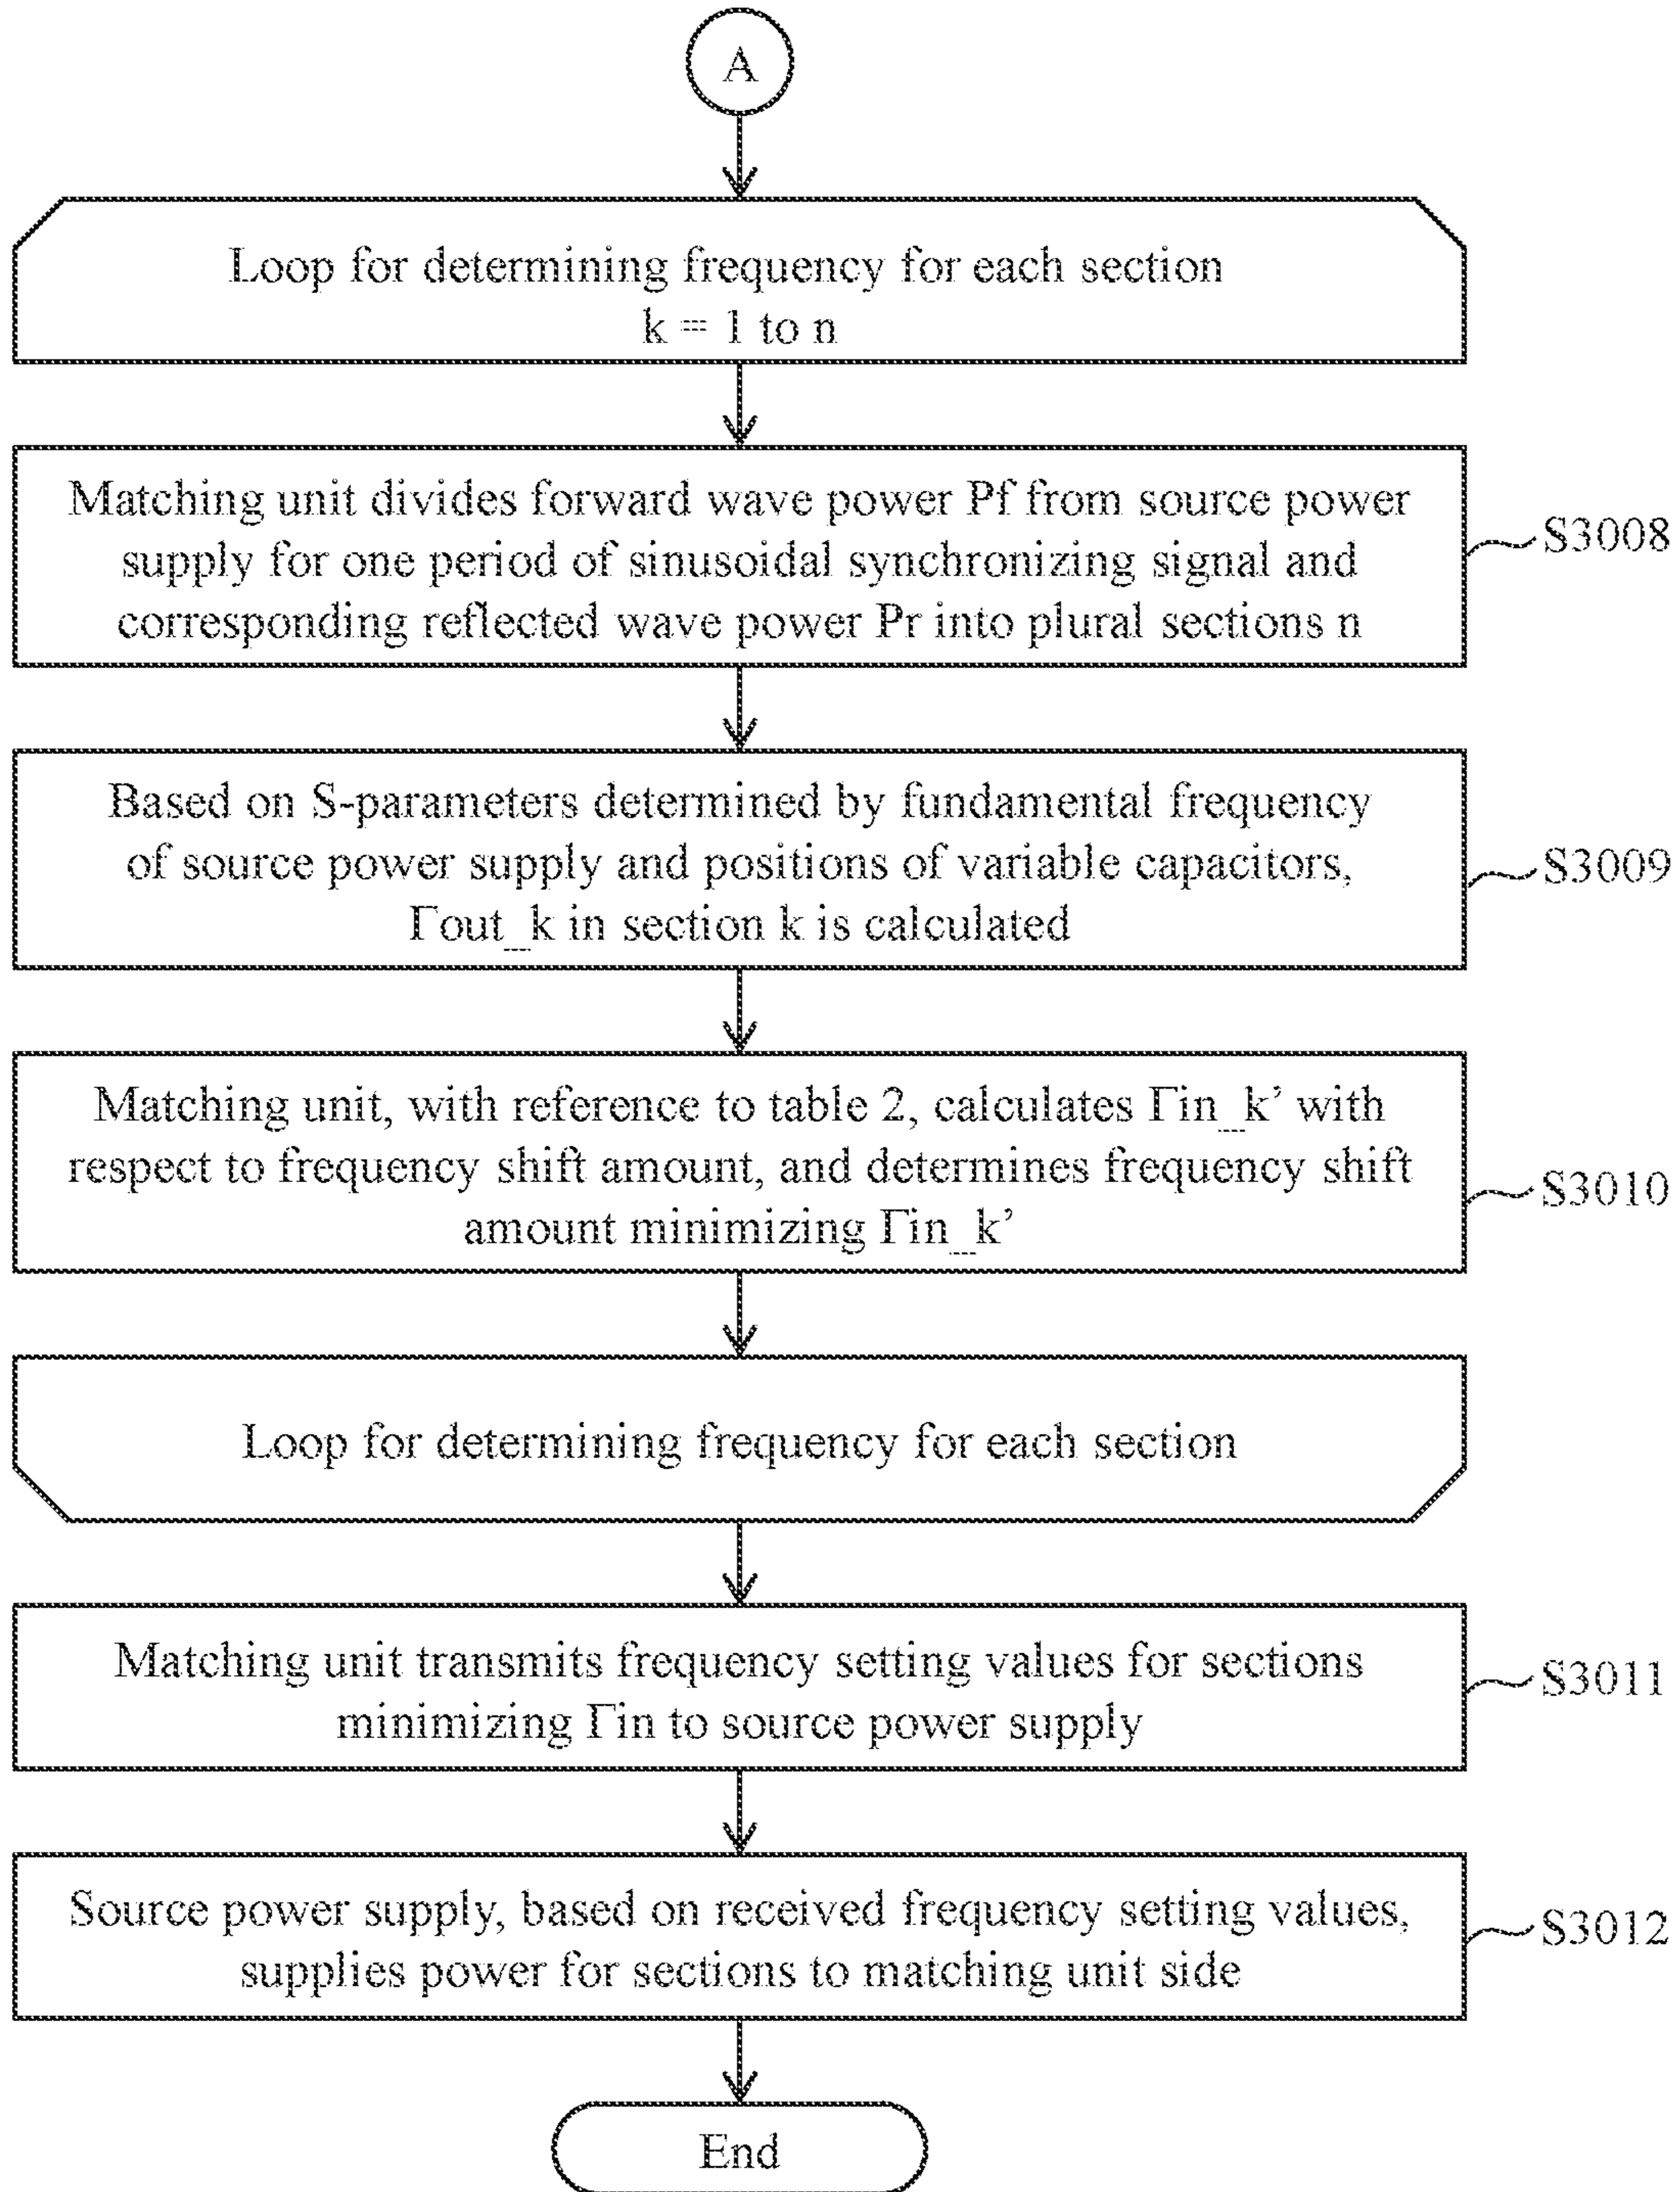 A
Loop for determining frequency for each section
k = 1 to n
Matching unit divides forward wave power Pf from source power
supply for one period of sinusoidal synchronizing signal and
corresponding reflected wave power Pr into plural sections n
S3008
Based on S-parameters determined by fundamental frequency
of source power supply and positions of variable capacitors,
Γout_k in section k is calculated
S3009
Matching unit, with reference to table 2, calculates Γin_k’ with
respect to frequency shift amount, and determines frequency shift
amount minimizing Γin_k’
S3010
Loop for determining frequency for each section
Matching unit transmits frequency setting values for sections
minimizing Γin to source power supply
S3011
Source power supply, based on received frequency setting values,
supplies power for sections to matching unit side
S3012
End